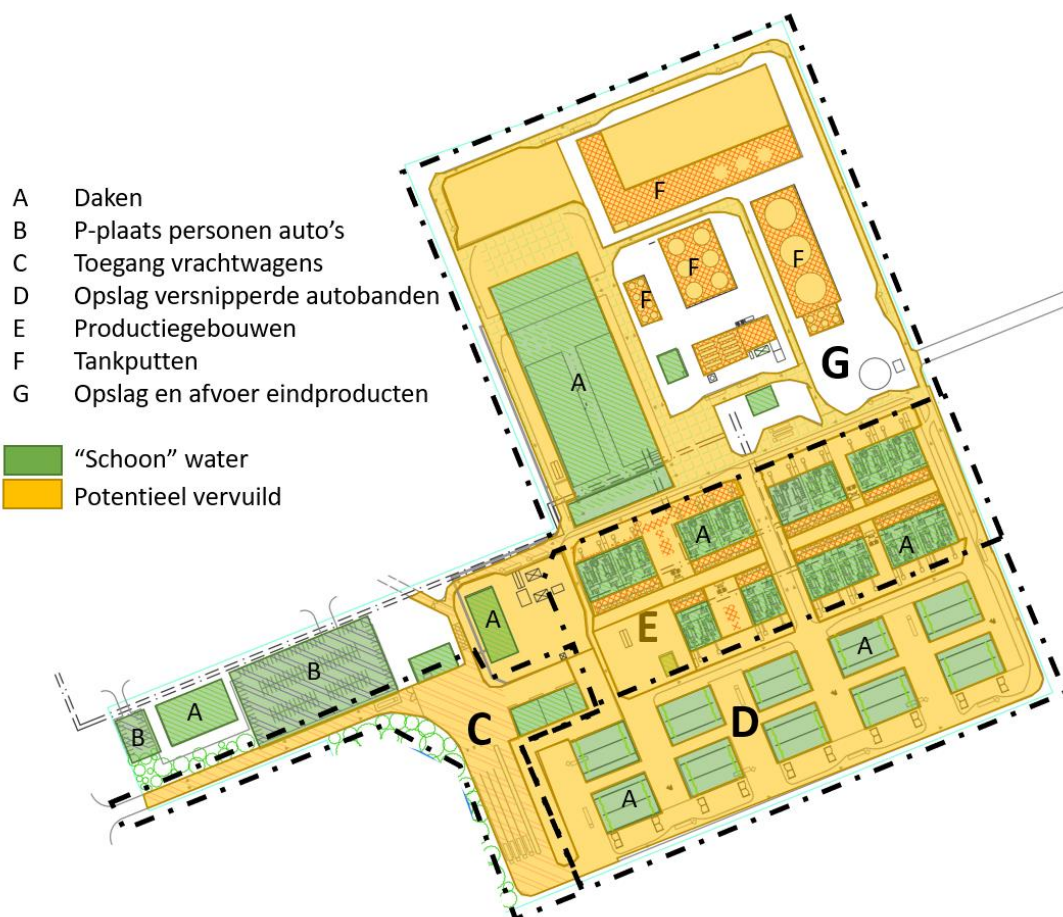 A Daken
B P-plaats personen auto's
C Toegang vrachtwagens
D Opslag versnipperde autobanden
E Productiegebouwen
F Tankputten
G Opslag en afvoer eindproducten
"Schoon" water
Potentieel vervuild
F
F
F
F
G
A
A
A
E
A
A
B
A
B
C
D
A